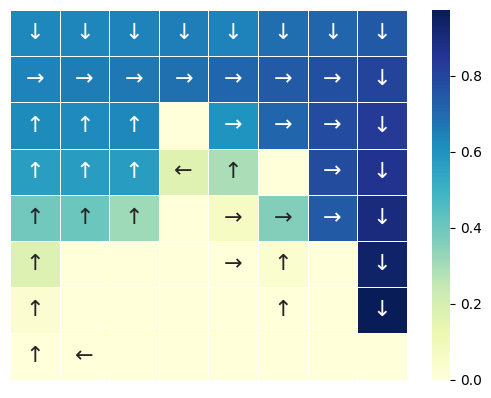 ↓ ↓ ↓ ↓ ↓ ↓ ↓ ↓
→ → → → → → → ↓
↑ ↑ ↑ → → → ↓
↑ ↑ ↑ ← ↑ → ↓
↑ ↑ ↑ → → → ↓
↑ → ↑ ↓
↑ ↑ ↓
↑ ←
0.8
0.6
0.4
0.2
0.0